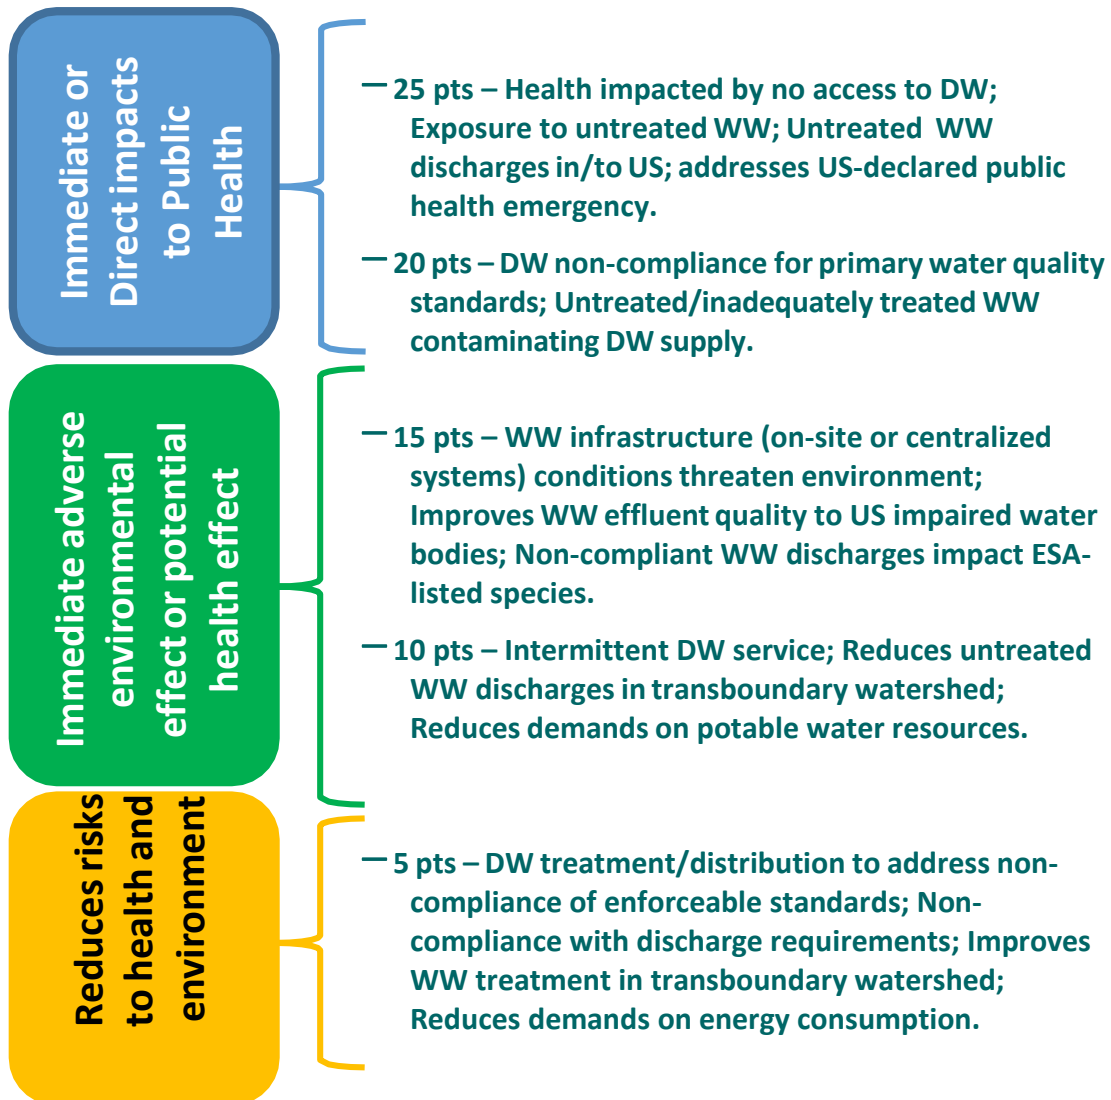 Immediate or
Direct impacts
to Public
Health
— 25 pts – Health impacted by no access to DW;
Exposure to untreated WW; Untreated WW
discharges in/to US; addresses US-declared public
health emergency.
— 20 pts – DW non-compliance for primary water quality
standards; Untreated/inadequately treated WW
contaminating DW supply.
Immediate adverse
environmental
effect or potential
health effect
— 15 pts – WW infrastructure (on-site or centralized
systems) conditions threaten environment;
Improves WW effluent quality to US impaired water
bodies; Non-compliant WW discharges impact ESA-
listed species.
— 10 pts – Intermittent DW service; Reduces untreated
WW discharges in transboundary watershed;
Reduces demands on potable water resources.
Reduces risks
to health and
environment
— 5 pts – DW treatment/distribution to address non-
compliance of enforceable standards; Non-
compliance with discharge requirements; Improves
WW treatment in transboundary watershed;
Reduces demands on energy consumption.